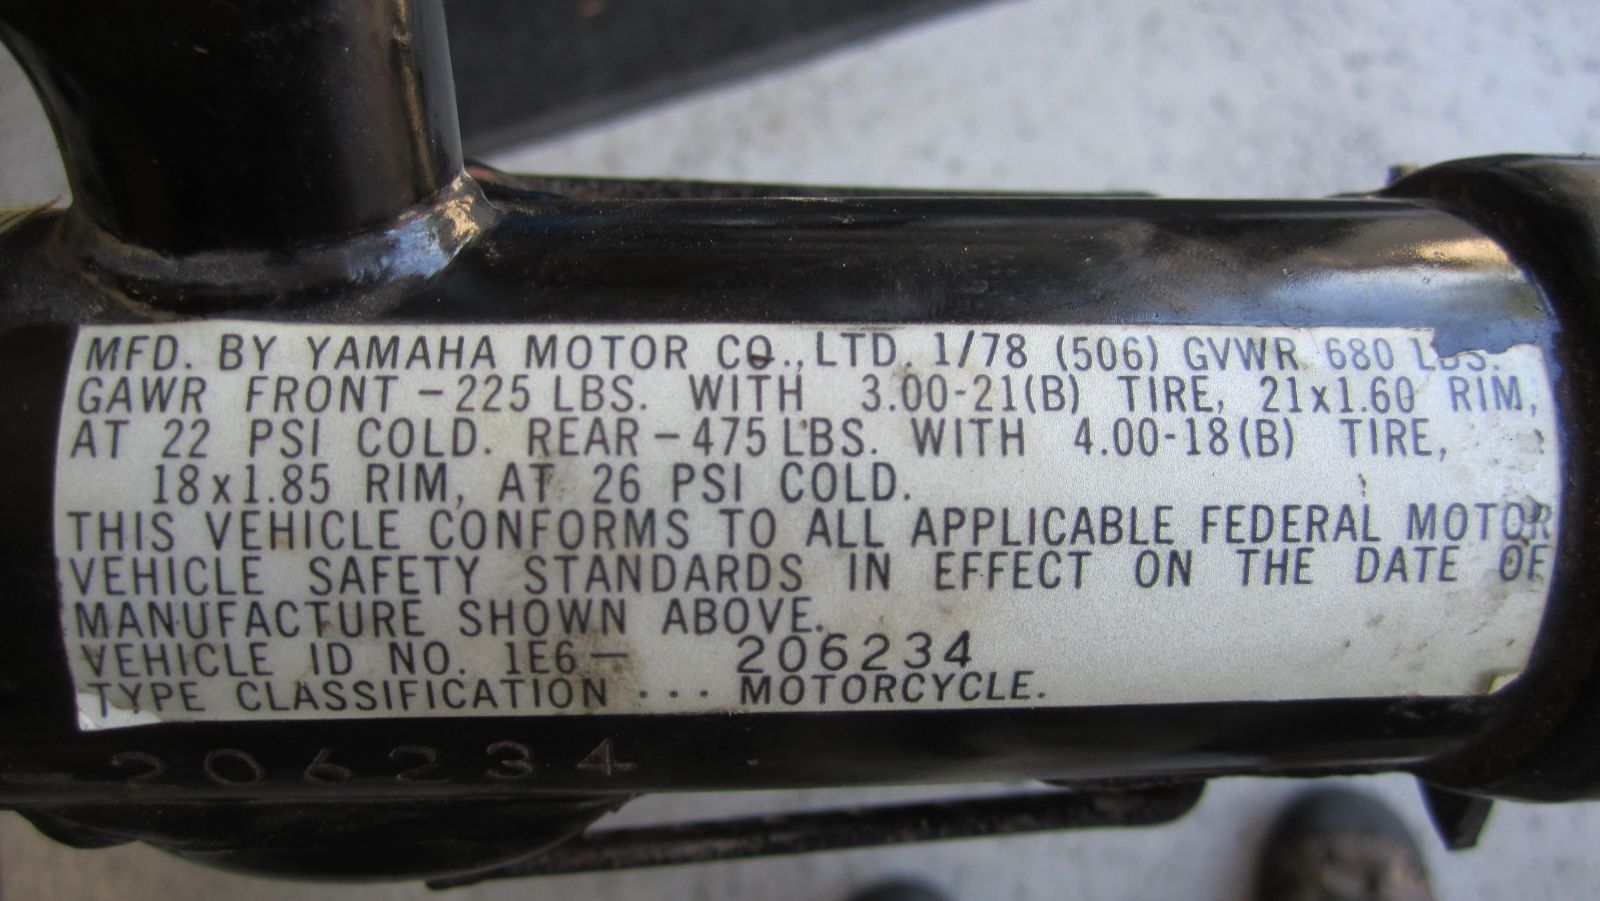 MFD. BY YAMAHA MOTOR CO., LTD. 1/78 (506) GVWR 680 LBS.
GAWR FRONT - 225 LBS. WITH 3.00-21(B) TIRE, 21x1.60 RIM,
AT 22 PSI COLD. REAR - 475 LBS. WITH 4.00-18(B) TIRE,
18x1.85 RIM, AT 26 PSI COLD.
THIS VEHICLE CONFORMS TO ALL APPLICABLE FEDERAL MOTOR
VEHICLE SAFETY STANDARDS IN EFFECT ON THE DATE OF
MANUFACTURE SHOWN ABOVE.
VEHICLE ID NO. 1E6- 206234
TYPE CLASSIFICATION ... MOTORCYCLE.
- 206234